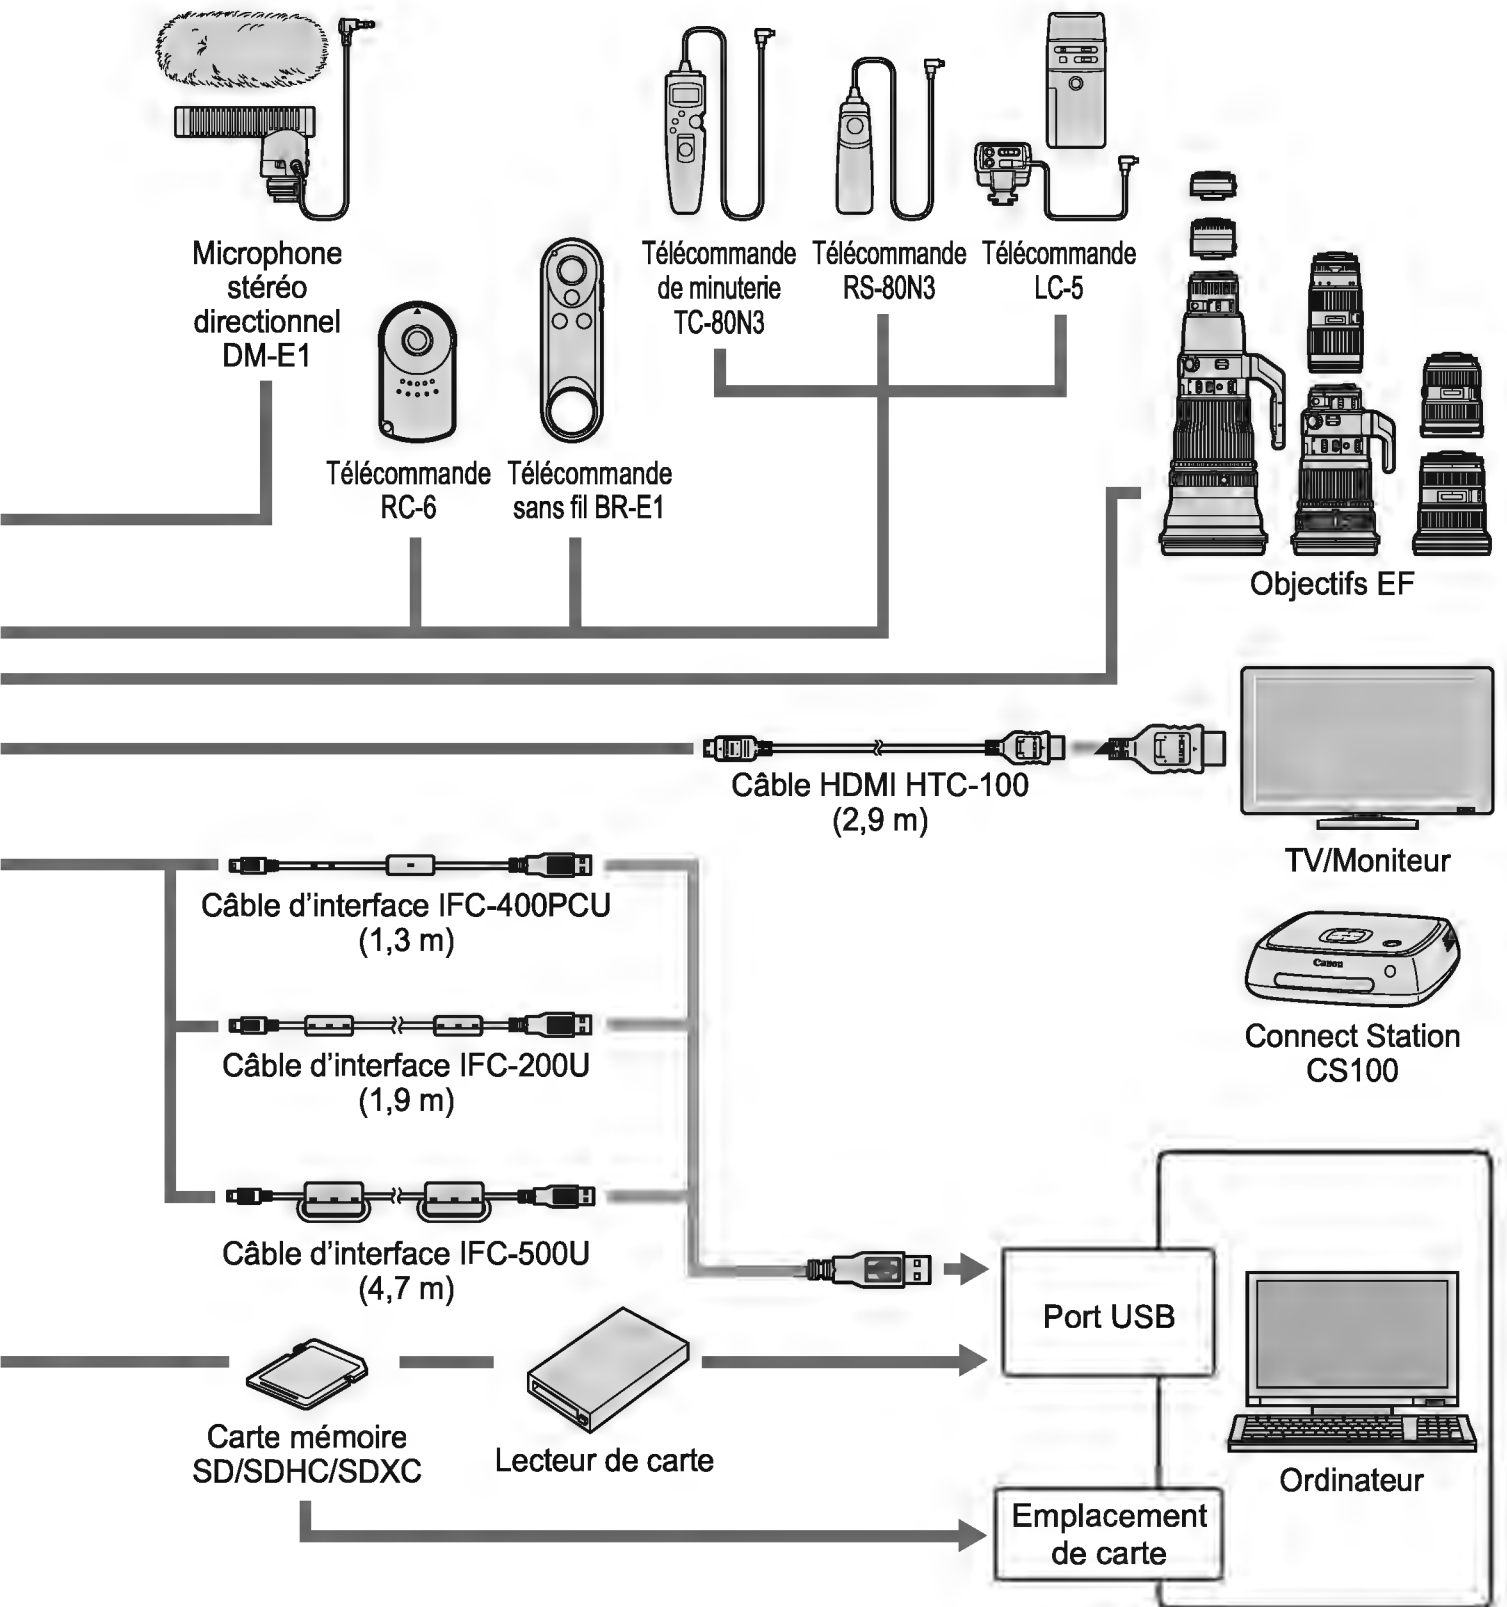 Microphone
stéréo
directionnel
DM-E1
Télécommande
RC-6
Télécommande
sans fil BR-E1
Télécommande
de minuterie
TC-80N3
Télécommande
RS-80N3
Télécommande
LC-5
Objectifs EF
Câble HDMI HTC-100
(2,9 m)
TV/Moniteur
Câble d’interface IFC-400PCU
(1,3 m)
Canon
Connect Station
CS100
Câble d’interface IFC-200U
(1,9 m)
Câble d’interface IFC-500U
(4,7 m)
Port USB
Carte mémoire
SD/SDHC/SDXC
Lecteur de carte
Ordinateur
Emplacement
de carte